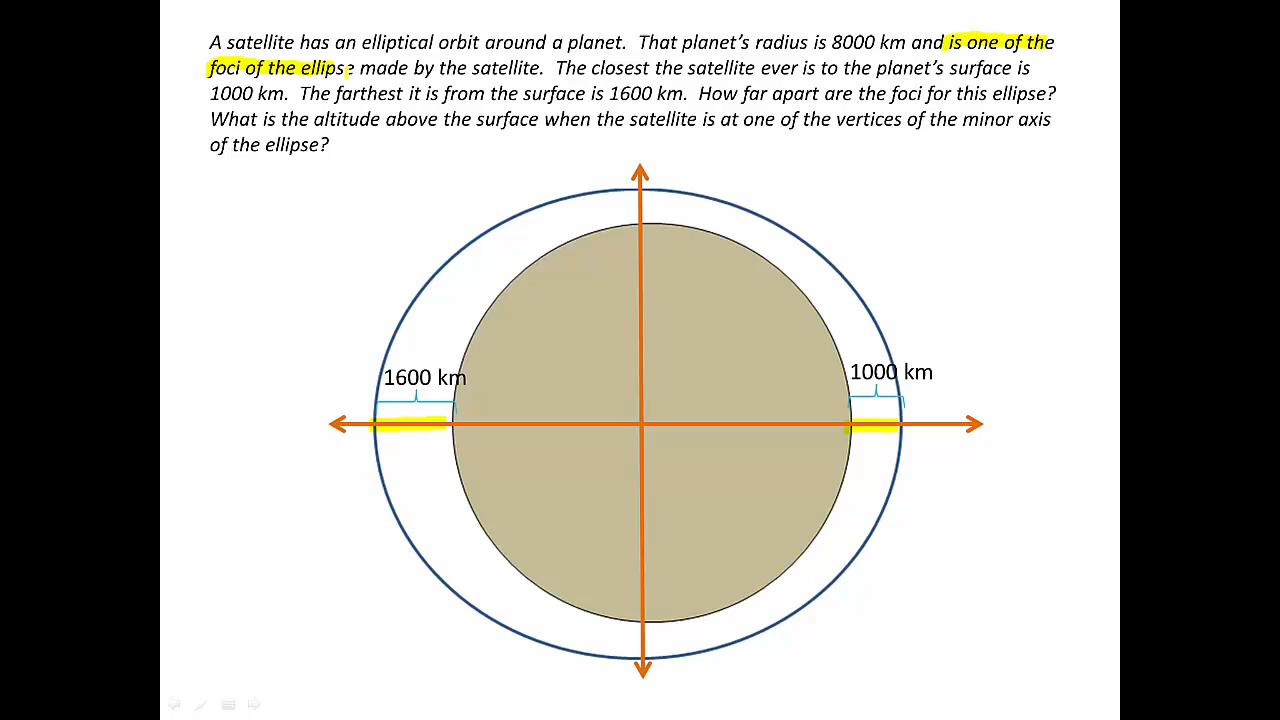 A satellite has an elliptical orbit around a planet. That planet's radius is 8000 km and is one of the
foci of the ellipse made by the satellite. The closest the satellite ever is to the planet's surface is
1000 km. The farthest it is from the surface is 1600 km. How far apart are the foci for this ellipse?
What is the altitude above the surface when the satellite is at one of the vertices of the minor axis
of the ellipse?
1600 km
1000 km